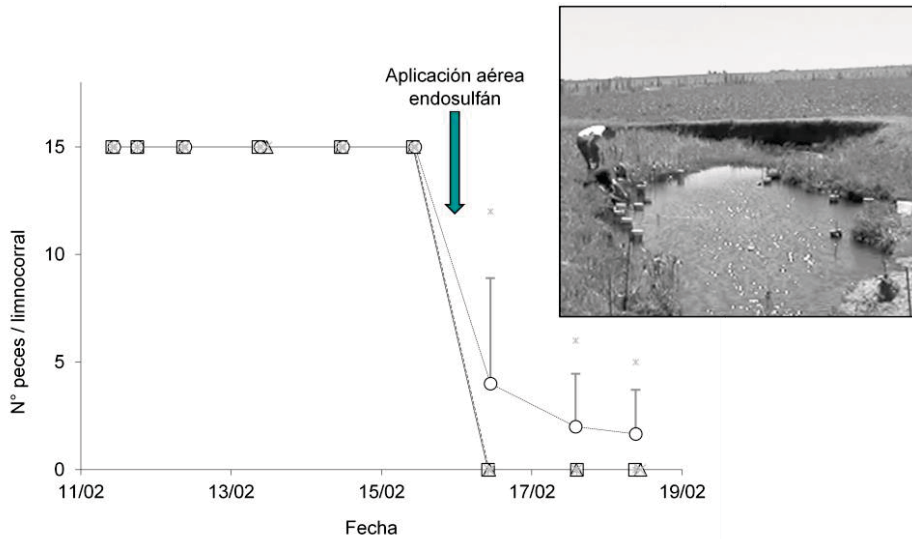 Aplicación aérea
endosulfán
15
10
5
0
N° peces / limnocorral
11/02
13/02
15/02
17/02
19/02
Fecha